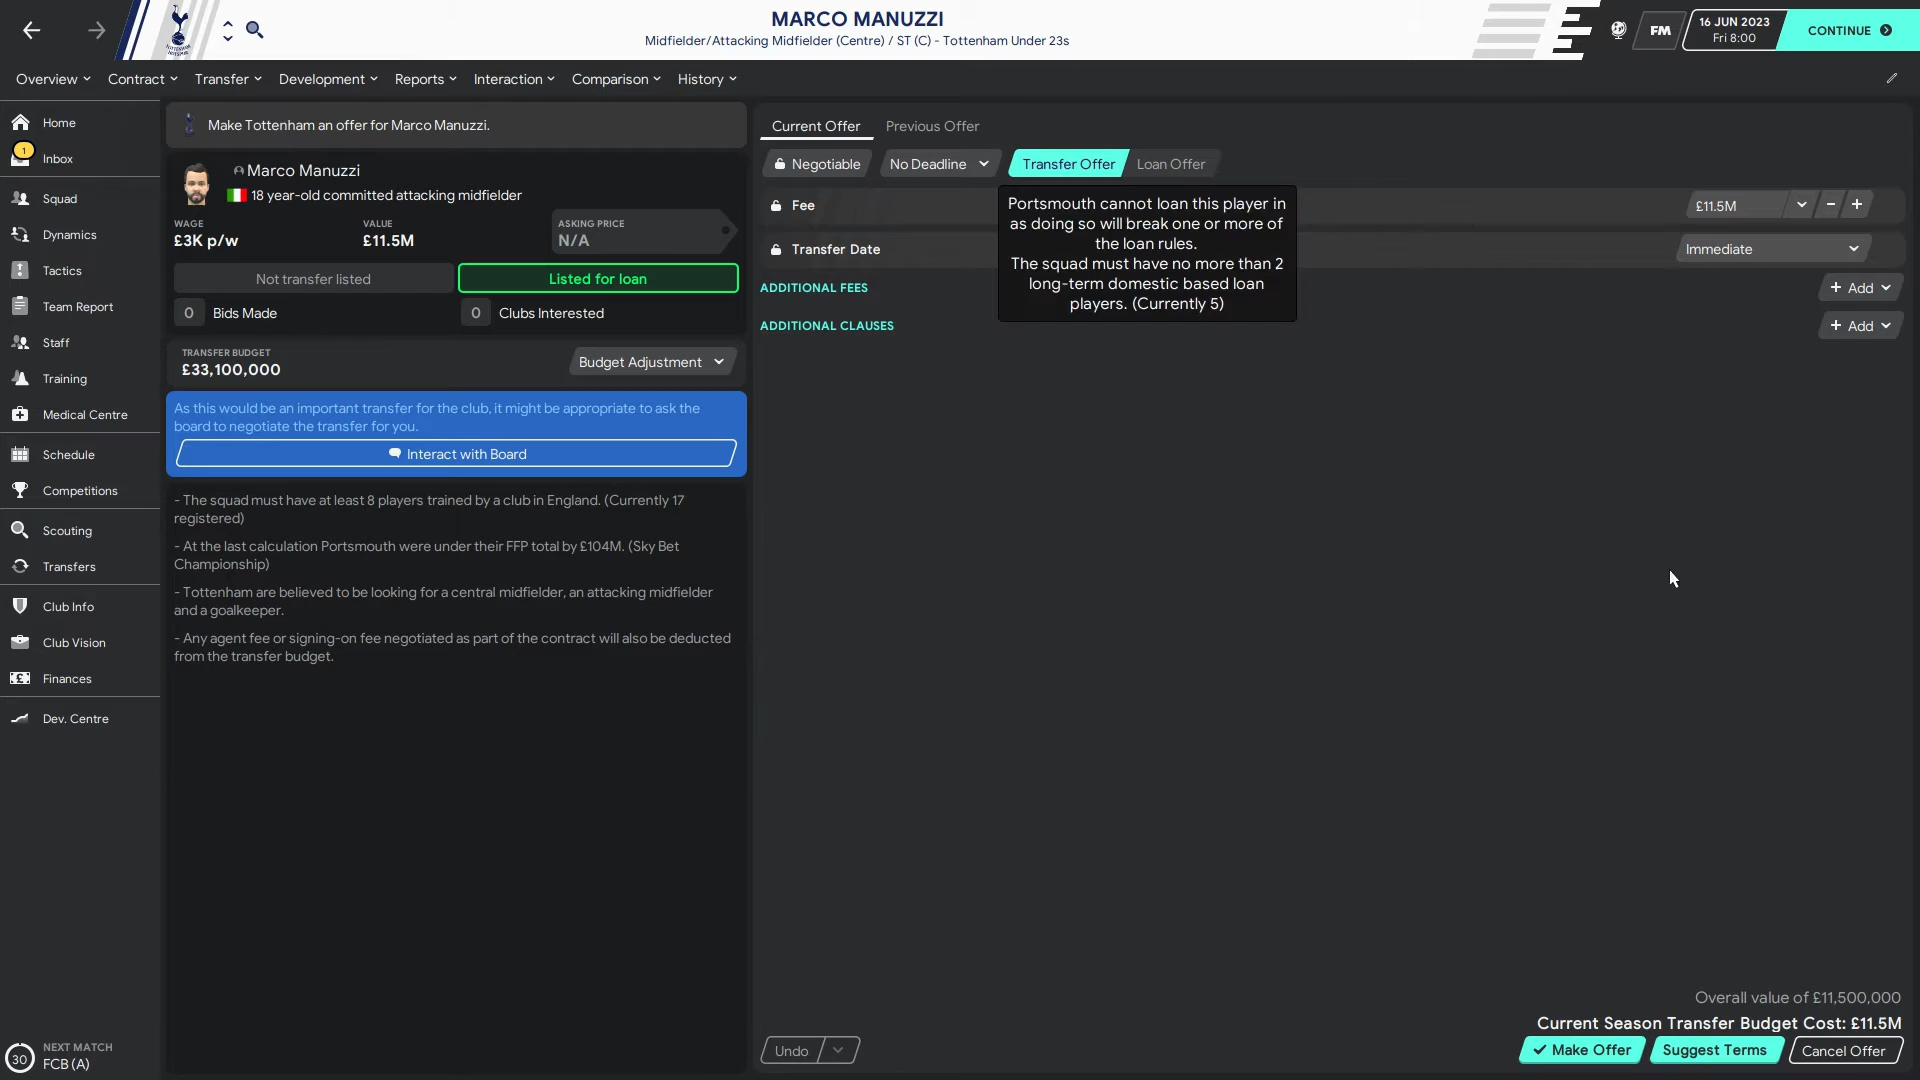 MARCO MANUZZI
Midfielder/Attacking Midfielder (Centre) / ST (C) - Tottenham Under 23s
FM
16 JUN 2023
Fri 8:00
CONTINUE
Overview
Contract
Transfer
Development
Reports
Interaction
Comparison
History
Home
1
Inbox
Squad
Dynamics
Tactics
Team Report
Staff
Training
Medical Centre
Schedule
Competitions
Scouting
Transfers
Club Info
Club Vision
Finances
Dev. Centre
30
NEXT MATCH
FCB (A)
Make Tottenham an offer for Marco Manuzzi.
Marco Manuzzi
18 year-old committed attacking midfielder
WAGE
£3K p/w
VALUE
£11.5M
ASKING PRICE
N/A
Not transfer listed
Listed for loan
0 Bids Made
0 Clubs Interested
TRANSFER BUDGET
£33,100,000
Budget Adjustment
As this would be an important transfer for the club, it might be appropriate to ask the
board to negotiate the transfer for you.
Interact with Board
- The squad must have at least 8 players trained by a club in England. (Currently 17
registered)
- At the last calculation Portsmouth were under their FFP total by £104M. (Sky Bet
Championship)
- Tottenham are believed to be looking for a central midfielder, an attacking midfielder
and a goalkeeper.
- Any agent fee or signing-on fee negotiated as part of the contract will also be deducted
from the transfer budget.
Current Offer
Previous Offer
Negotiable
No Deadline
Transfer Offer
Loan Offer
Fee
£11.5M
Portsmouth cannot loan this player in
as doing so will break one or more of
the loan rules.
The squad must have no more than 2
long-term domestic based loan
players. (Currently 5)
Transfer Date
Immediate
ADDITIONAL FEES
+ Add
ADDITIONAL CLAUSES
+ Add
Overall value of £11,500,000
Current Season Transfer Budget Cost: £11.5M
Undo
Make Offer
Suggest Terms
Cancel Offer